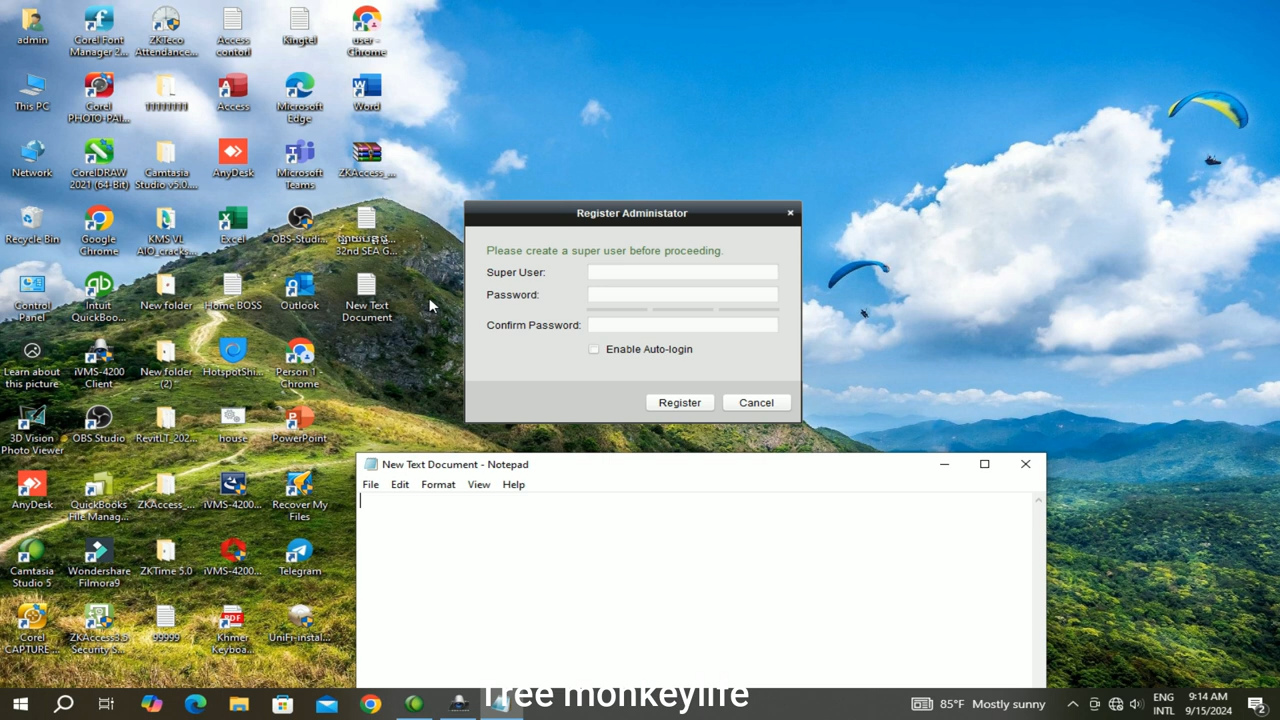 admin
Corel Font
Manager 2...
ZKTeco
Attendance...
Access
contorl
Kingtel
user -
Chrome
This PC
Corel
PHOTO-PAI...
11111111
Access
Microsoft
Edge
Word
Network
CorelDRAW
2021 (64-Bit)
Camtasia
Studio v5.0....
AnyDesk
Microsoft
Teams
ZKAccess_...
Recycle Bin
Google
Chrome
KMS VL
AIO_cracks...
Excel
OBS-Studi...
32nd SEA G...
Control
Panel
Intuit
QuickBoo...
New folder
Home BOSS
Outlook
New Text
Document
Learn about
this picture
iVMS-4200
Client
New folder
(2)
HotspotShi...
Person 1 -
Chrome
3D Vision
Photo Viewer
OBS Studio
RevitLT_202...
house
PowerPoint
AnyDesk
QuickBooks
File Manag...
ZKAccess_...
iVMS-4200...
Recover My
Files
Camtasia
Studio 5
Wondershare
Filmora9
ZKTime 5.0
iVMS-4200...
Telegram
Corel
CAPTURE ...
ZKAccess3.5
Security S...
99999
Khmer
Keyboa...
UniFi-instal...
Register Administator
Please create a super user before proceeding.
Super User:
Password:
Confirm Password:
Enable Auto-login
Register
Cancel
New Text Document - Notepad
File Edit Format View Help
Tree monkeylife
85°F Mostly sunny
ENG
INTL
9:14 AM
9/15/2024
2